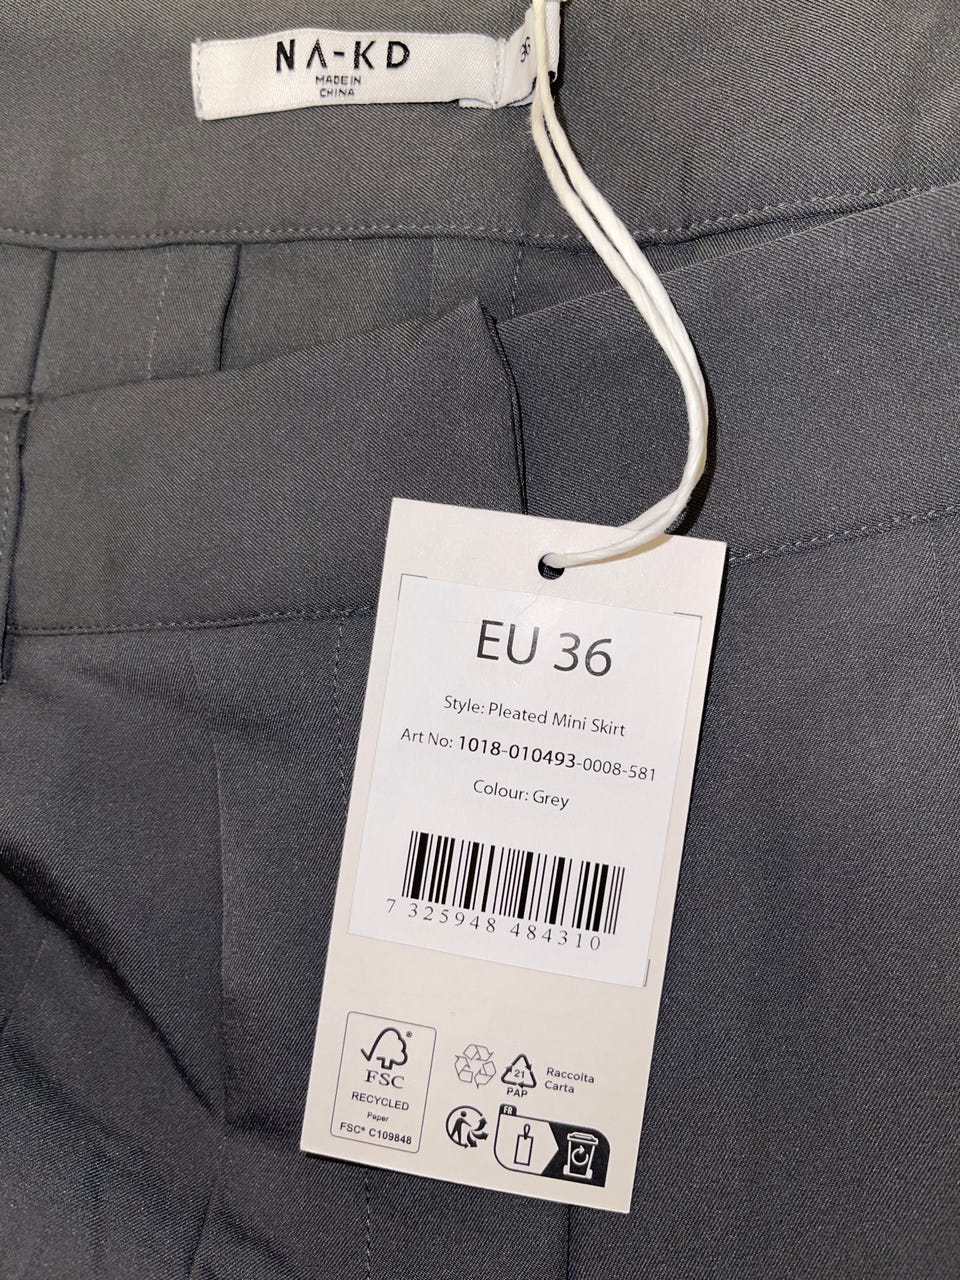 NA-KD
MADE IN
CHINA
36
EU 36
Style: Pleated Mini Skirt
Art No: 1018-010493-0008-581
Colour: Grey
7 325948 484310
FSC®
RECYCLED
Paper
FSC® C109848
21
PAP
Raccolta
Carta
FR